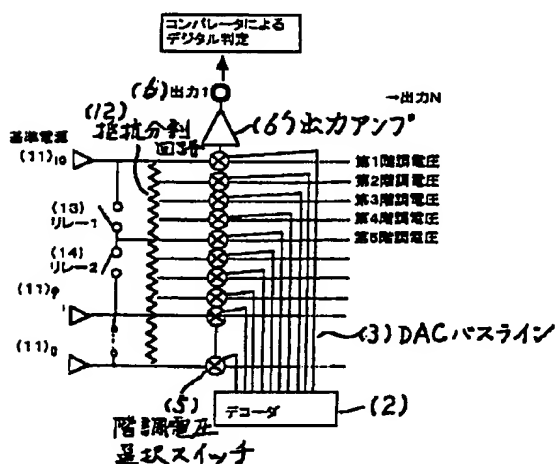 コンパレータによる
デジタル判定
(6)出力1
→出力N
(12)
抵抗分割
回路
(6')出力アンプ
基準電源
(11)10
第1階調電圧
第2階調電圧
第3階調電圧
第4階調電圧
第5階調電圧
(13)
リレー1
(14)
リレー2
(11)9
(3)DACバスライン
(11)0
(5)
デコーダ
(2)
階調電圧
選択スイッチ